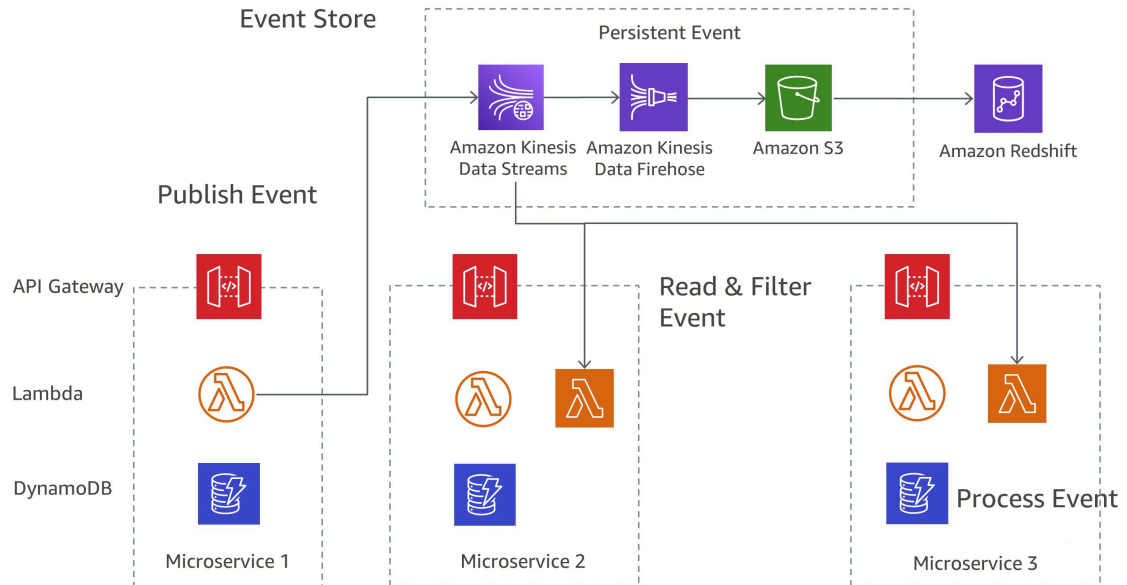 Event Store
Persistent Event
Amazon Kinesis
Data Streams
Amazon Kinesis
Data Firehose
Amazon S3
Amazon Redshift
Publish Event
API Gateway
Read & Filter
Event
Lambda
DynamoDB
Process Event
Microservice 1
Microservice 2
Microservice 3